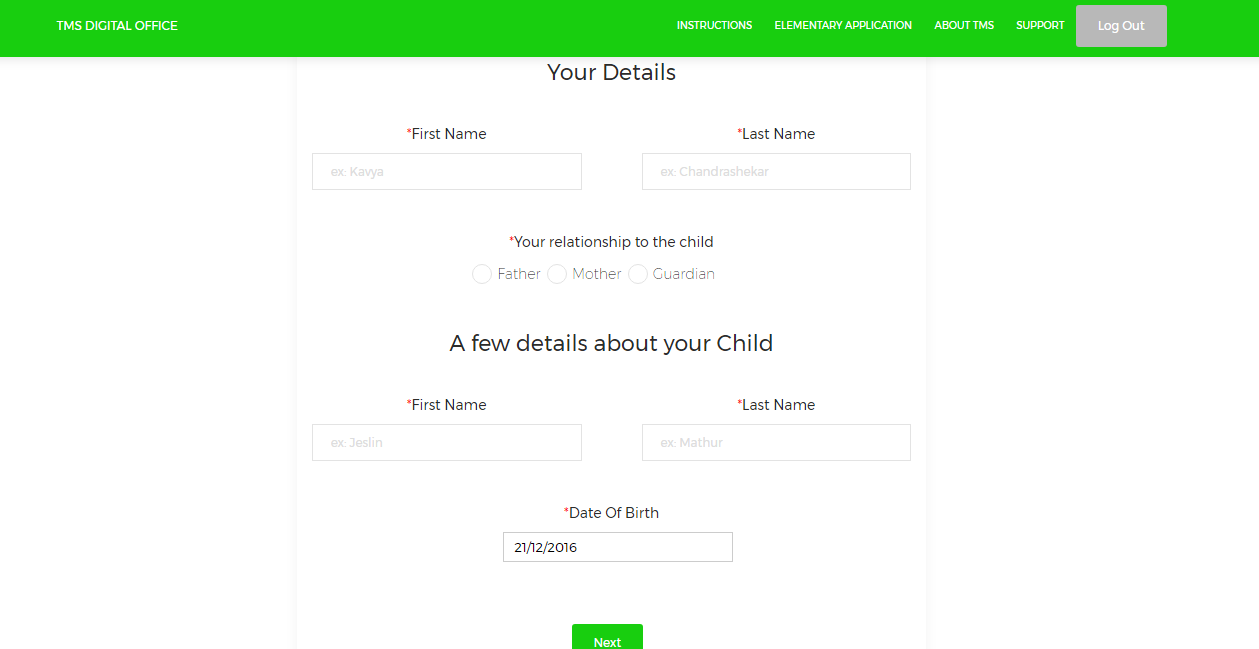 TMS DIGITAL OFFICE INSTRUCTIONS ELEMENTARY APPLICATION ABOUT TMS SUPPORT Log Out
Your Details
*First Name *Last Name
ex: Kavya ex: Chandrashekar
*Your relationship to the child
Father Mother Guardian
A few details about your Child
*First Name *Last Name
ex: Jeslin ex: Mathur
*Date Of Birth
21/12/2016
Next